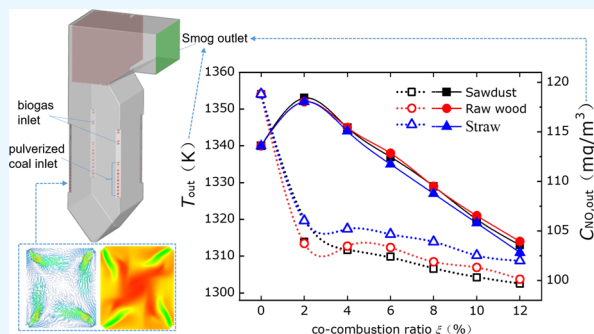 Smog outlet
biogas
inlet
pulverized
coal inlet
1360
1350
1340
1330
1320
1310
1300
T_out (K)
Sawdust
Raw wood
Straw
120
115
110
105
100
C_NO,out (mg/m³)
0 2 4 6 8 10 12
co-combustion ratio ξ(%)